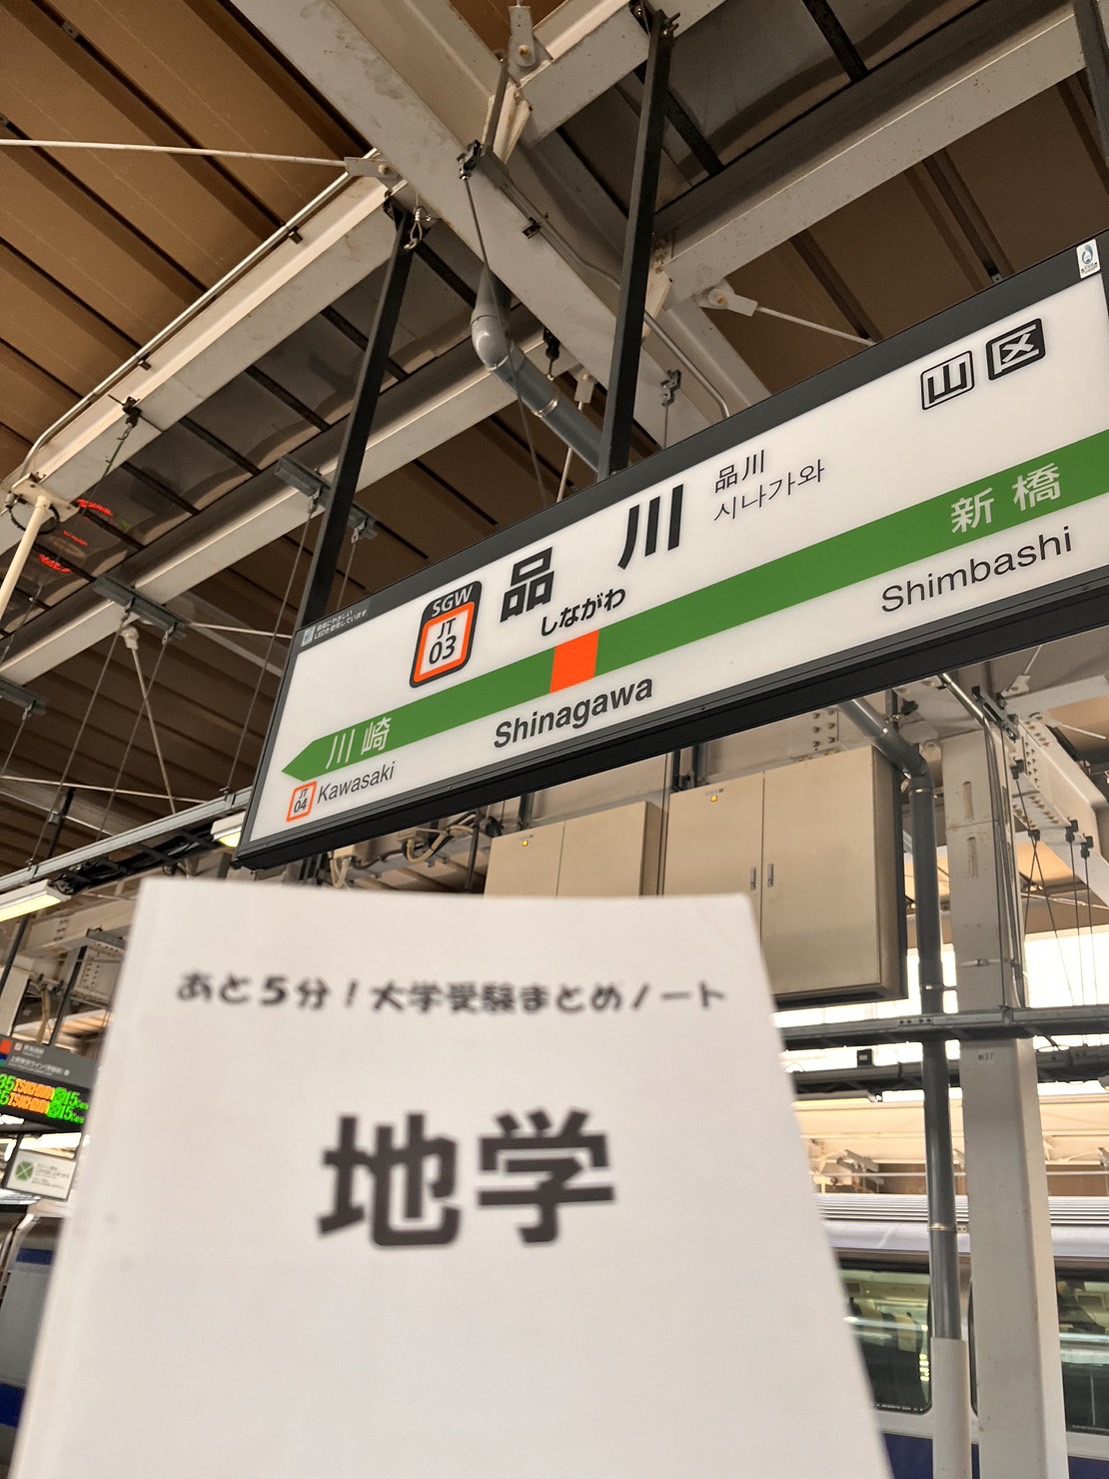 山 区
品川
시나가와
SGW
JT
03
品川
しながわ
新橋
Shimbashi
Shinagawa
川崎
JT
04
Kawasaki
あと5分！大学受験まとめノート
地学